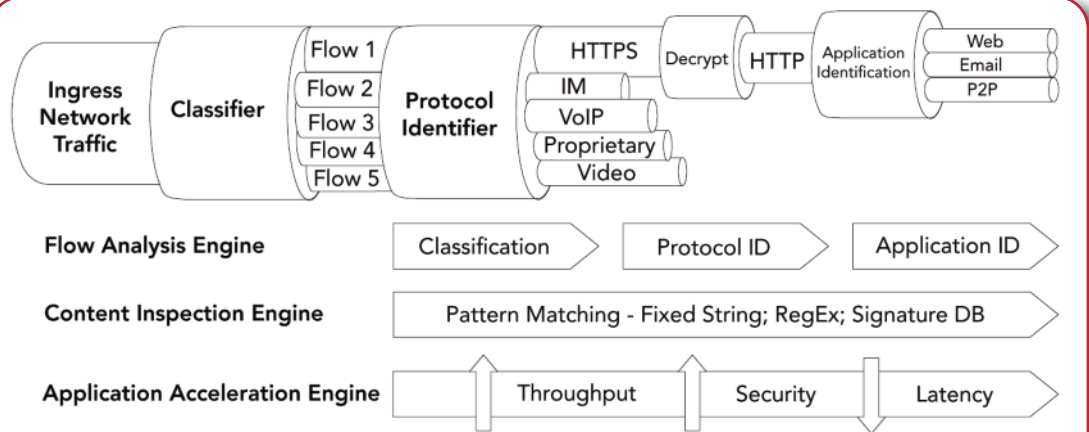 Ingress
Network
Traffic
Classifier
Flow 1
Flow 2
Flow 3
Flow 4
Flow 5
Protocol
Identifier
HTTPS
IM
VoIP
Proprietary
Video
Decrypt
HTTP
Application
Identification
Web
Email
P2P
Flow Analysis Engine
Classification
Protocol ID
Application ID
Content Inspection Engine
Pattern Matching - Fixed String; RegEx; Signature DB
Application Acceleration Engine
Throughput
Security
Latency